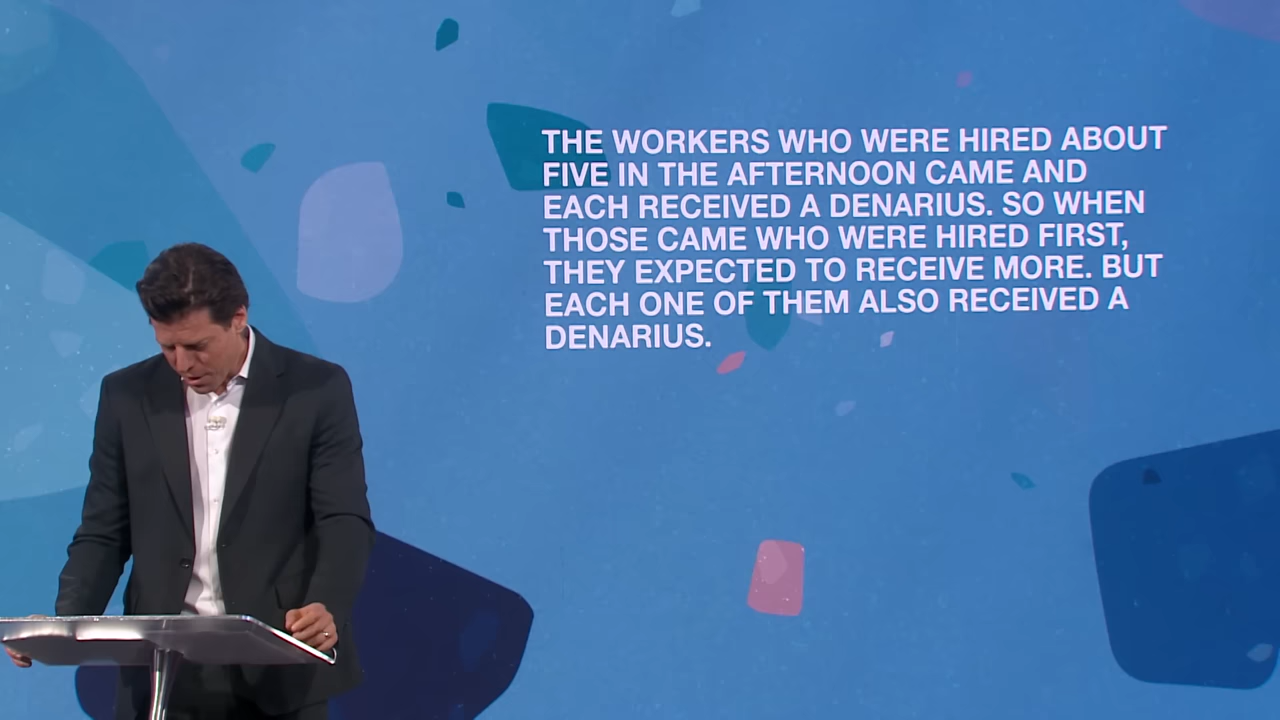 THE WORKERS WHO WERE HIRED ABOUT
FIVE IN THE AFTERNOON CAME AND
EACH RECEIVED A DENARIUS. SO WHEN
THOSE CAME WHO WERE HIRED FIRST,
THEY EXPECTED TO RECEIVE MORE. BUT
EACH ONE OF THEM ALSO RECEIVED A
DENARIUS.